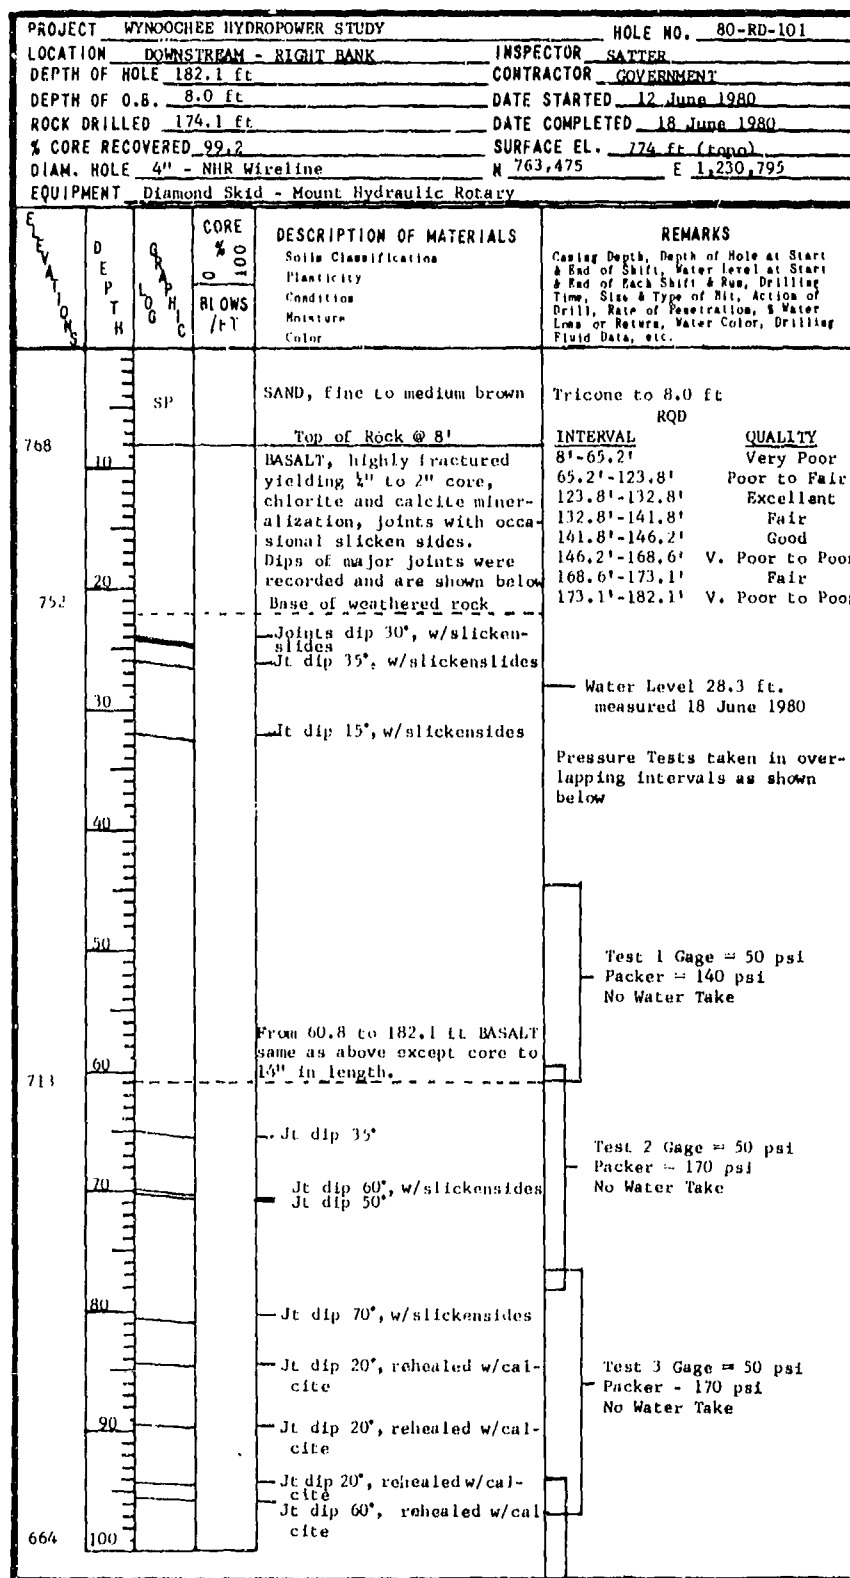 PROJECT WYNOOCHEE HYDROPOWER STUDY HOLE NO. 80-RD-101
LOCATION DOWNSTREAM - RIGHT BANK INSPECTOR SATTER
DEPTH OF HOLE 182.1 ft CONTRACTOR GOVERNMENT
DEPTH OF O.B. 8.0 ft DATE STARTED 12 June 1980
ROCK DRILLED 174.1 ft DATE COMPLETED 18 June 1980
% CORE RECOVERED 99.2 SURFACE EL. 774 ft (topo)
DIAM. HOLE 4" - NHR Wireline N 763,475 E 1,230,795
EQUIPMENT Diamond Skid - Mount Hydraulic Rotary
ELEVATIONS
DEPTH
GRAPHIC LOG
CORE
%
0 100
BLOWS
/FT
DESCRIPTION OF MATERIALS
Soils Classification
Plasticity
Condition
Moisture
Color
REMARKS
Casing Depth, Depth of Hole at Start
& End of Shift, Water Level at Start
& End of Each Shift & Run, Drilling
Time, Size & Type of Bit, Action of
Drill, Rate of Penetration, % Water
Loss or Return, Water Color, Drilling
Fluid Data, etc.
SP
SAND, fine to medium brown
Tricone to 8.0 ft
RQD
768
Top of Rock @ 8'
INTERVAL QUALITY
8'-65.2' Very Poor
65.2'-123.8' Poor to Fair
123.8'-132.8' Excellent
132.8'-141.8' Fair
141.8'-146.2' Good
146.2'-168.6' V. Poor to Poor
168.6'-173.1' Fair
173.1'-182.1' V. Poor to Poor
10
BASALT, highly fractured
yielding ¼" to 2" core,
chlorite and calcite miner-
alization, joints with occa-
sional slicken sides.
Dips of major joints were
recorded and are shown below
20
752
Base of weathered rock
Joints dip 30°, w/slicken-
slides
Jt dip 35°, w/slickenslides
Water Level 28.3 ft.
measured 18 June 1980
30
Jt dip 15°, w/slickensides
Pressure Tests taken in over-
lapping intervals as shown
below
40
50
Test 1 Gage = 50 psi
Packer = 140 psi
No Water Take
From 60.8 to 182.1 ft BASALT
same as above except core to
in length.
60
713
Jt dip 35°
Test 2 Gage = 50 psi
Packer - 170 psi
No Water Take
70
Jt dip 60°, w/slickensides
Jt dip 50°
80
Jt dip 70°, w/slickensides
Jt dip 20°, rehealed w/cal-
cite
Test 3 Gage = 50 psi
Packer - 170 psi
No Water Take
90
Jt dip 20°, rehealed w/cal-
cite
Jt dip 20°, rehealed w/cal-
cite
Jt dip 60°, rehealed w/cal
cite
664
100